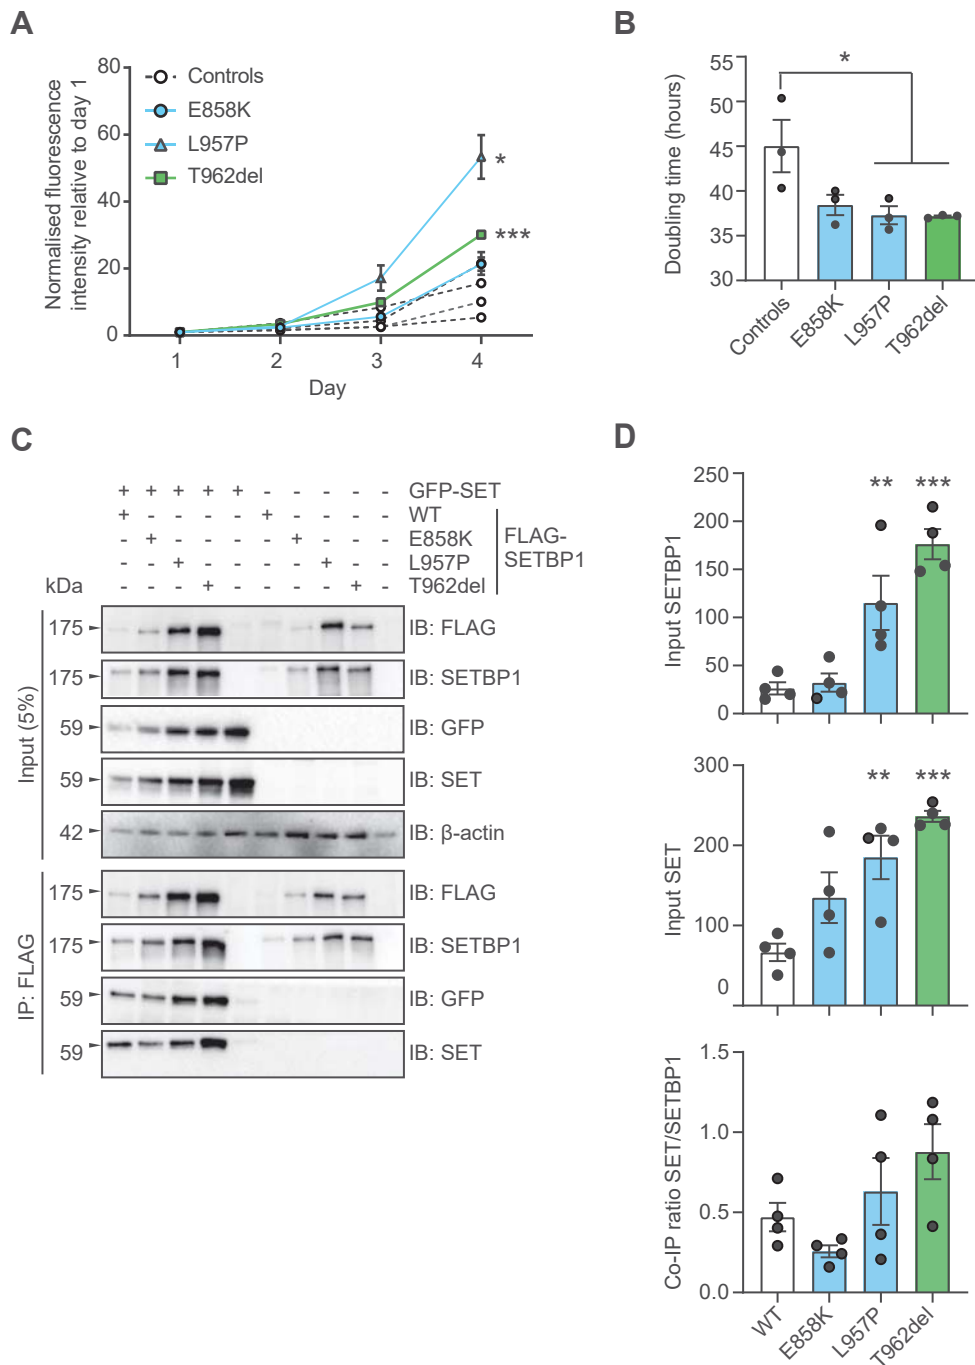 A
Normalised fluorescence
intensity relative to day 1
80
60
40
20
0
Controls
E858K
L957P
T962del
*
***
1 2 3 4
Day
B
Doubling time (hours)
55
50
45
40
35
30
*
Controls
E858K
L957P
T962del
C
+ + + + + - - - - - GFP-SET
+ - - - - + - - - - WT
- + - - - - + - - - E858K
- - + - - - - + - - L957P
- - - + - - - - + - T962del
FLAG-
SETBP1
kDa
Input (5%)
175 IB: FLAG
175 IB: SETBP1
59 IB: GFP
59 IB: SET
42 IB: β-actin
IP: FLAG
175 IB: FLAG
175 IB: SETBP1
59 IB: GFP
59 IB: SET
D
Input SETBP1
250
200
150
100
50
0
** ***
Input SET
300
200
100
0
** ***
Co-IP ratio SET/SETBP1
1.5
1.0
0.5
0.0
WT
E858K
L957P
T962del